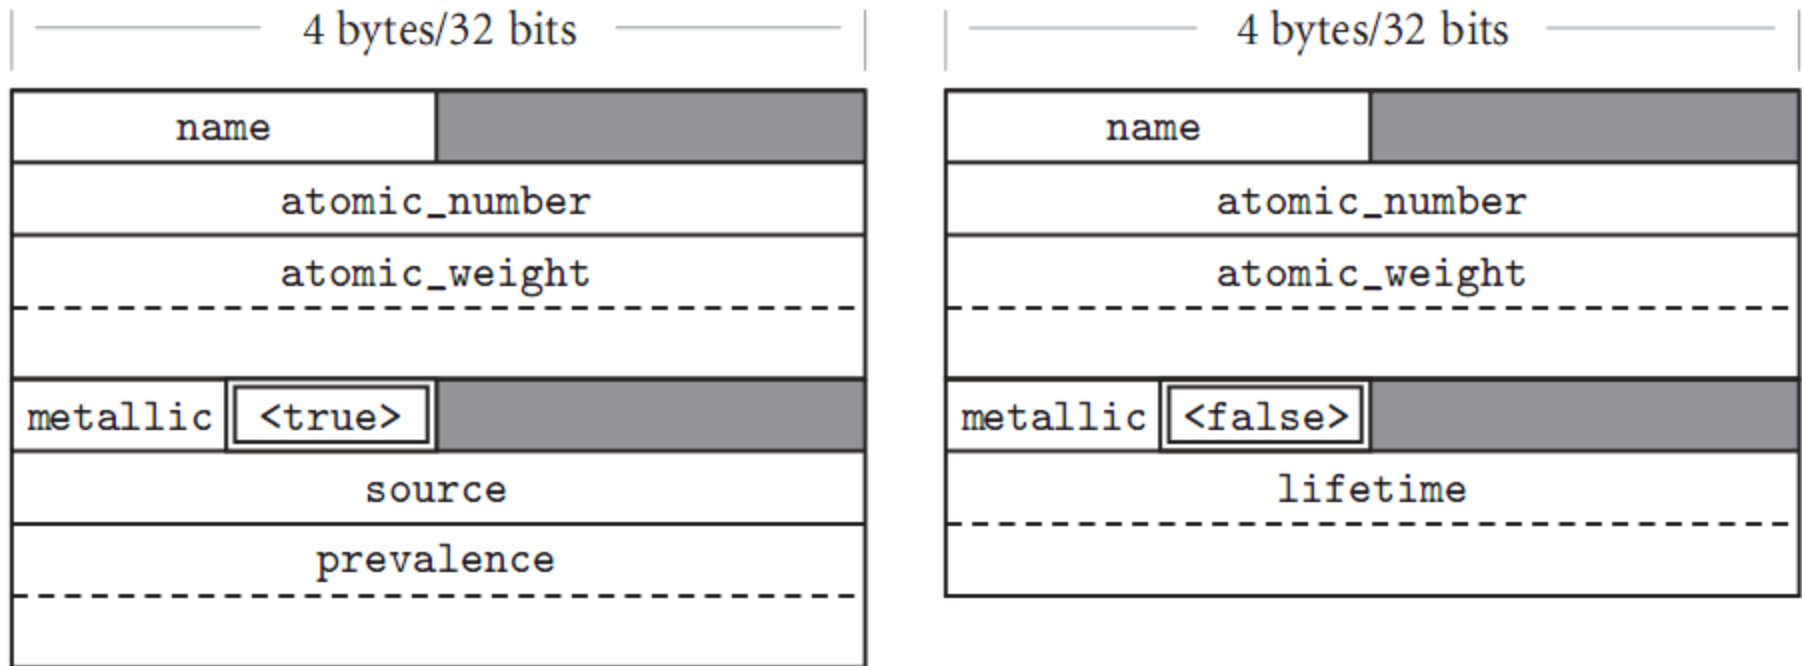 4 bytes/32 bits
name
atomic_number
atomic_weight
metallic <true>
source
prevalence
4 bytes/32 bits
name
atomic_number
atomic_weight
metallic <false>
lifetime